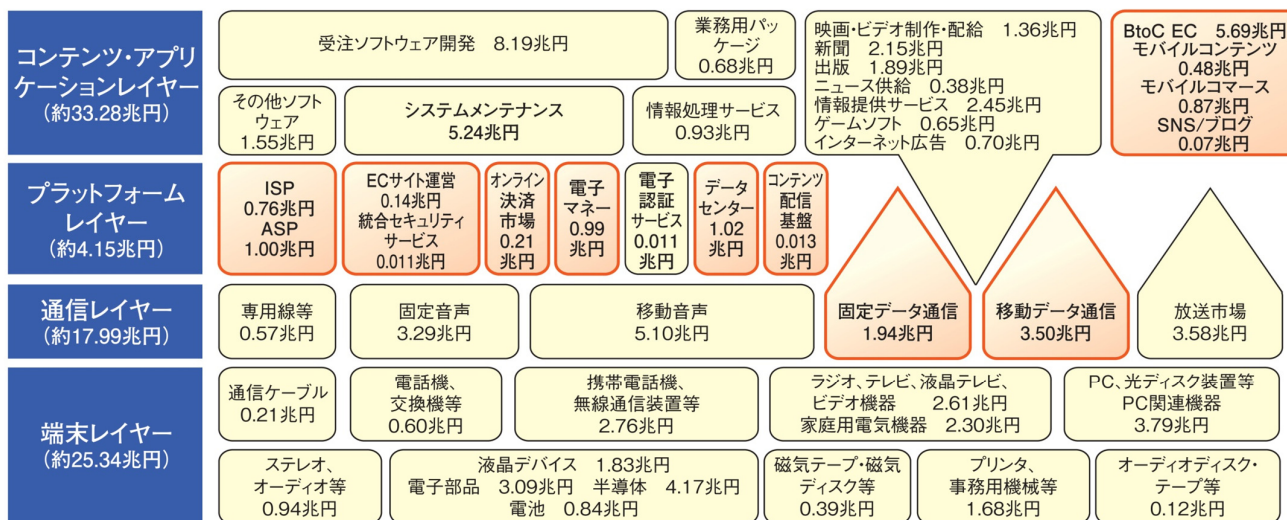 コンテンツ・アプリ
ケーションレイヤー
(約33.28兆円)
受注ソフトウェア開発 8.19兆円
業務用パッ
ケージ
0.68兆円
その他ソフト
ウェア
1.55兆円
システムメンテナンス
5.24兆円
情報処理サービス
0.93兆円
映画・ビデオ制作・配給 1.36兆円
新聞 2.15兆円
出版 1.89兆円
ニュース供給 0.38兆円
情報提供サービス 2.45兆円
ゲームソフト 0.65兆円
インターネット広告 0.70兆円
BtoC EC 5.69兆円
モバイルコンテンツ
0.48兆円
モバイルコマース
0.87兆円
SNS/ブログ
0.07兆円
プラットフォーム
レイヤー
(約4.15兆円)
ISP
0.76兆円
ASP
1.00兆円
ECサイト運営
0.14兆円
統合セキュリティ
サービス
0.011兆円
オンライン
決済
市場
0.21
兆円
電子
マネー
0.99
兆円
電子
認証
サービス
0.011
兆円
データ
センター
1.02
兆円
コンテンツ
配信
基盤
0.013
兆円
通信レイヤー
(約17.99兆円)
専用線等
0.57兆円
固定音声
3.29兆円
移動音声
5.10兆円
固定データ通信
1.94兆円
移動データ通信
3.50兆円
放送市場
3.58兆円
端末レイヤー
(約25.34兆円)
通信ケーブル
0.21兆円
電話機、
交換機等
0.60兆円
携帯電話機、
無線通信装置等
2.76兆円
ラジオ、テレビ、液晶テレビ、
ビデオ機器 2.61兆円
家庭用電気機器 2.30兆円
PC、光ディスク装置等
PC関連機器
3.79兆円
ステレオ、
オーディオ等
0.94兆円
液晶デバイス 1.83兆円
電子部品 3.09兆円 半導体 4.17兆円
電池 0.84兆円
磁気テープ・磁気
ディスク等
0.39兆円
プリンタ、
事務用機械等
1.68兆円
オーディオディスク・
テープ等
0.12兆円